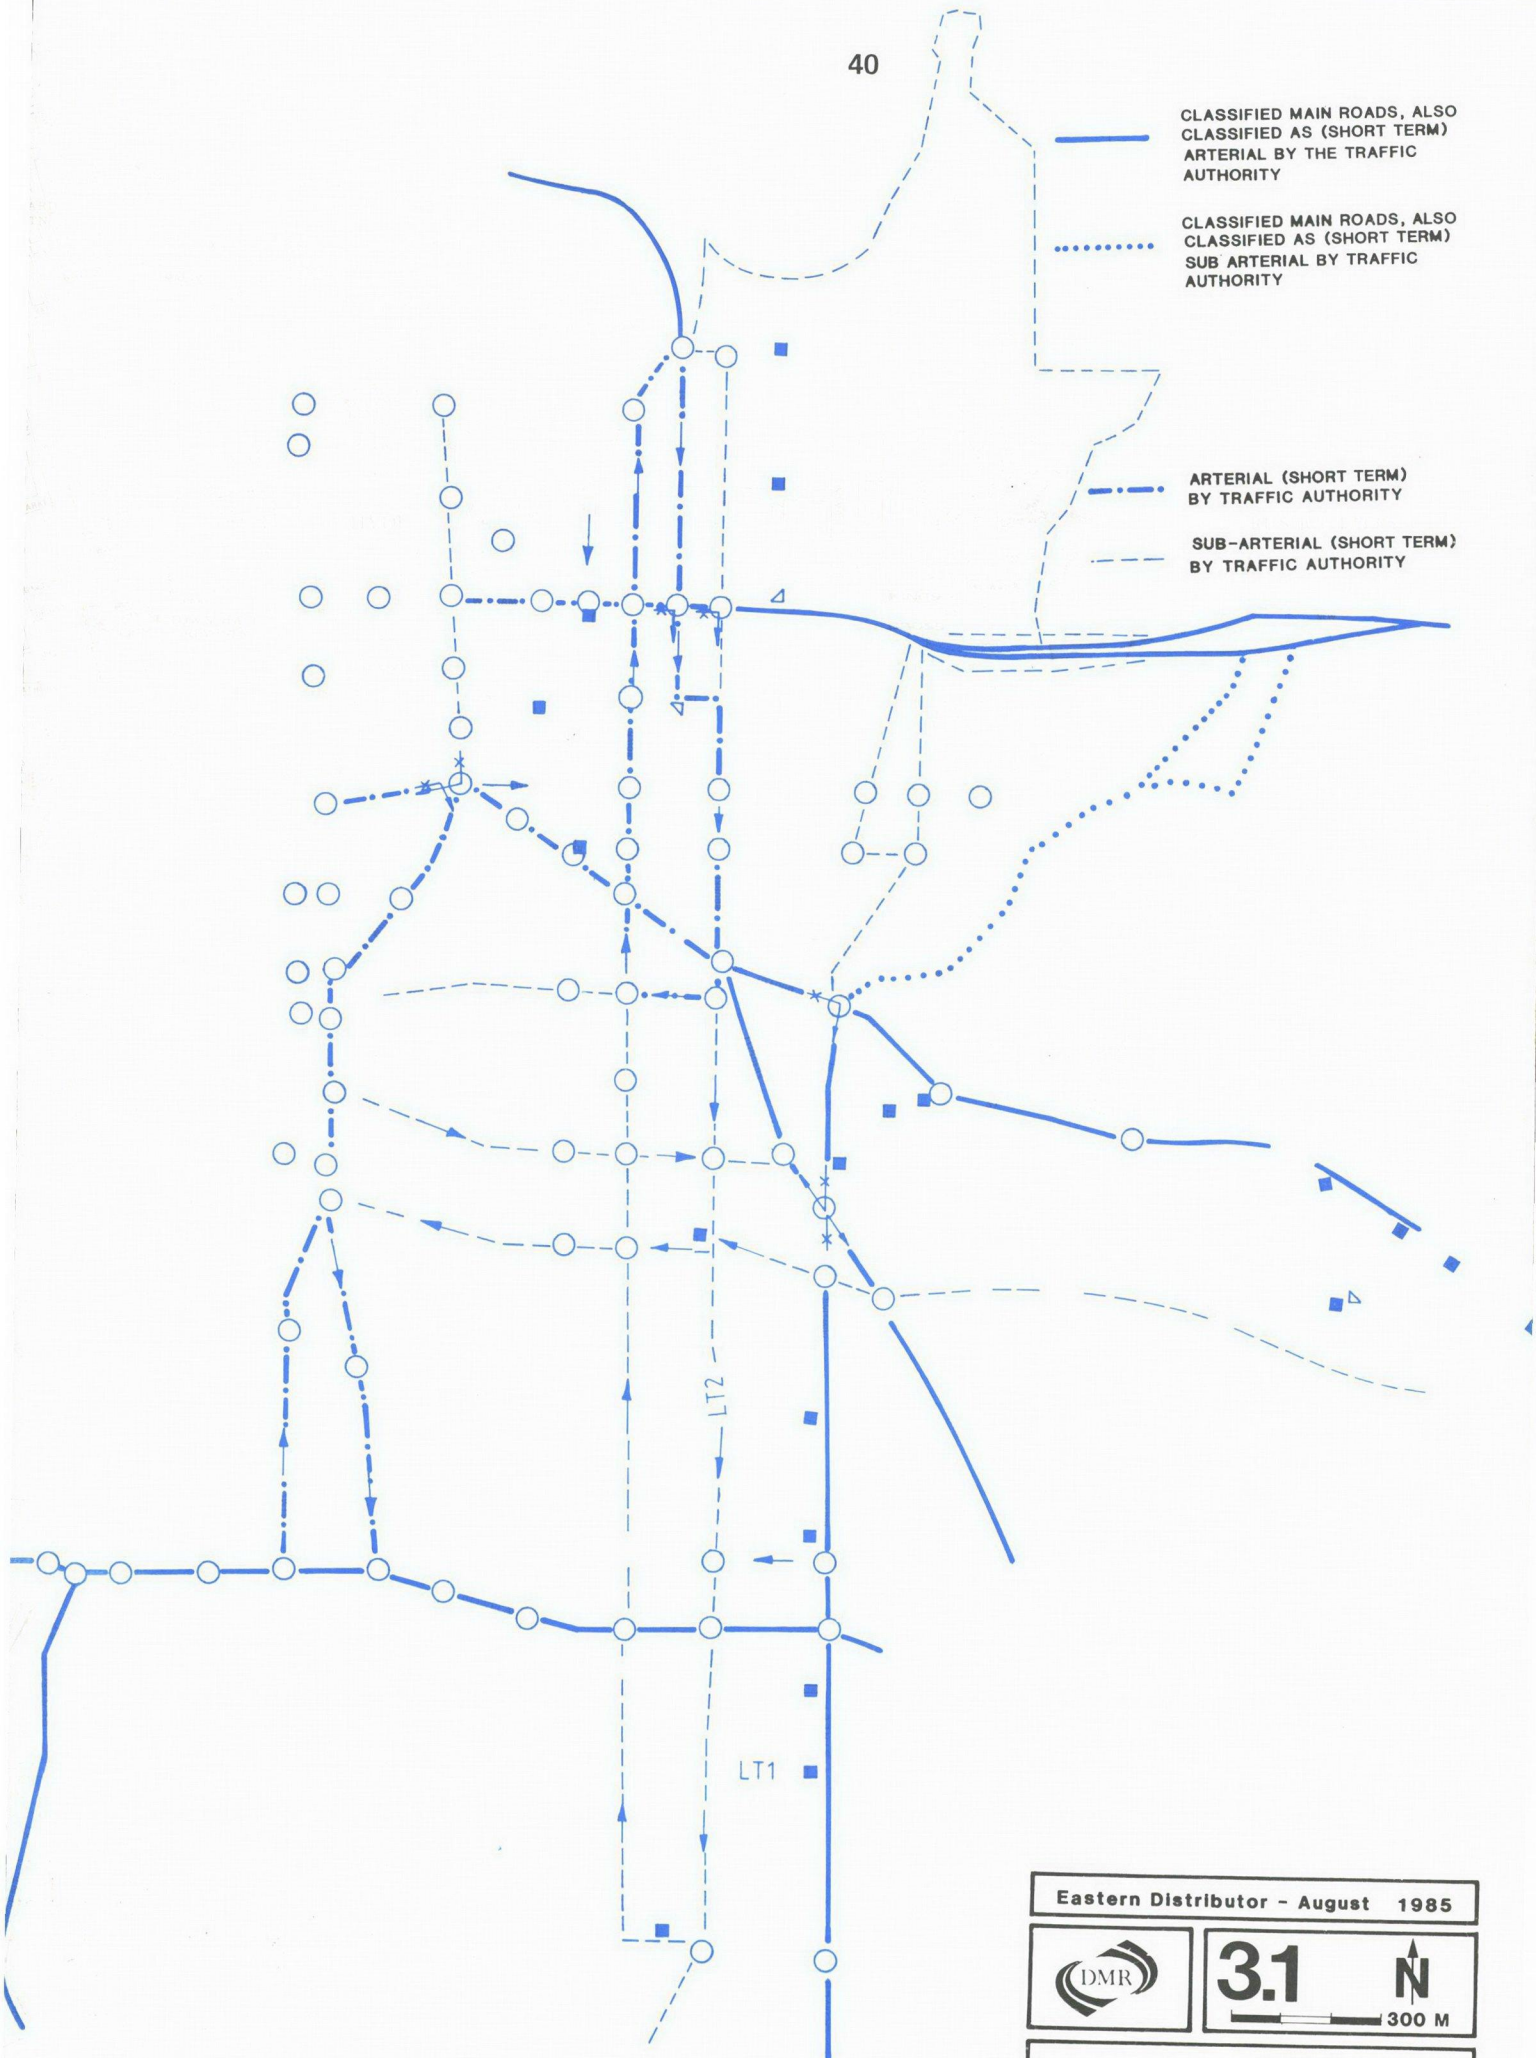 40
CLASSIFIED MAIN ROADS, ALSO
CLASSIFIED AS (SHORT TERM)
ARTERIAL BY THE TRAFFIC
AUTHORITY
CLASSIFIED MAIN ROADS, ALSO
CLASSIFIED AS (SHORT TERM)
SUB ARTERIAL BY TRAFFIC
AUTHORITY
ARTERIAL (SHORT TERM)
BY TRAFFIC AUTHORITY
SUB-ARTERIAL (SHORT TERM)
BY TRAFFIC AUTHORITY
LT2
LT1
Eastern Distributor - August 1985
DMR
3.1
N
300 M